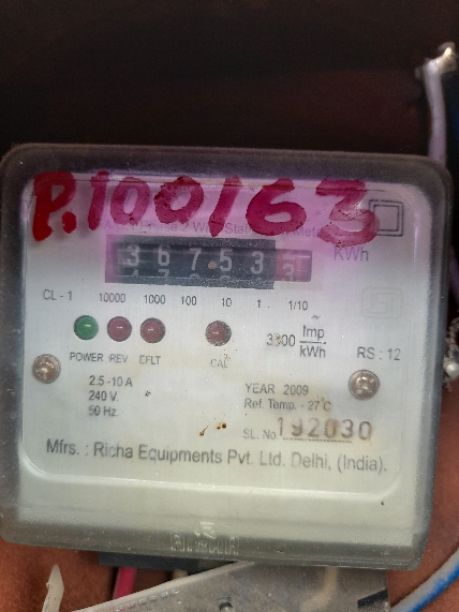 P.100163
36753
kWh
CL - 1 10000 1000 100 10 1 . 1/10
3200 Imp/kWh
POWER REV EFLT CAL
RS : 12
2.5 -10 A
240 V.
50 Hz.
YEAR 2009
Ref. Temp. - 27°C
SL. No 192030
Mfrs. : Richa Equipments Pvt. Ltd. Delhi, (India).